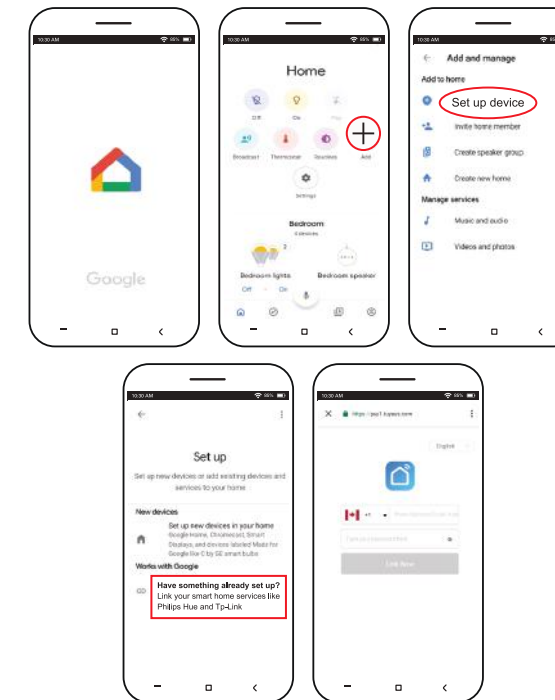 10:30 AM 85%
Google
10:30 AM 85%
Home
Off On
Broadcast Thermostat Add
Settings
Bedroom
Bedroom lights Bedroom speaker
Off On
10:30 AM
Add and manage
Add to home
Set up device
Invite home member
Create speaker group
Create new home
Manage services
Music and audio
Videos and photos
10:30 AM 85%
Set up
Set up new devices or add existing devices and
services to your home
New devices
Set up new devices in your home
Google Home, Chromecast, Smart
Displays, and devices labeled Made for
Google like C by GE smart bulbs
Works with Google
Have something already set up?
Link your smart home services like
Philips Hue and Tp-Link
10:30 AM 85%
English
+1
Link Now